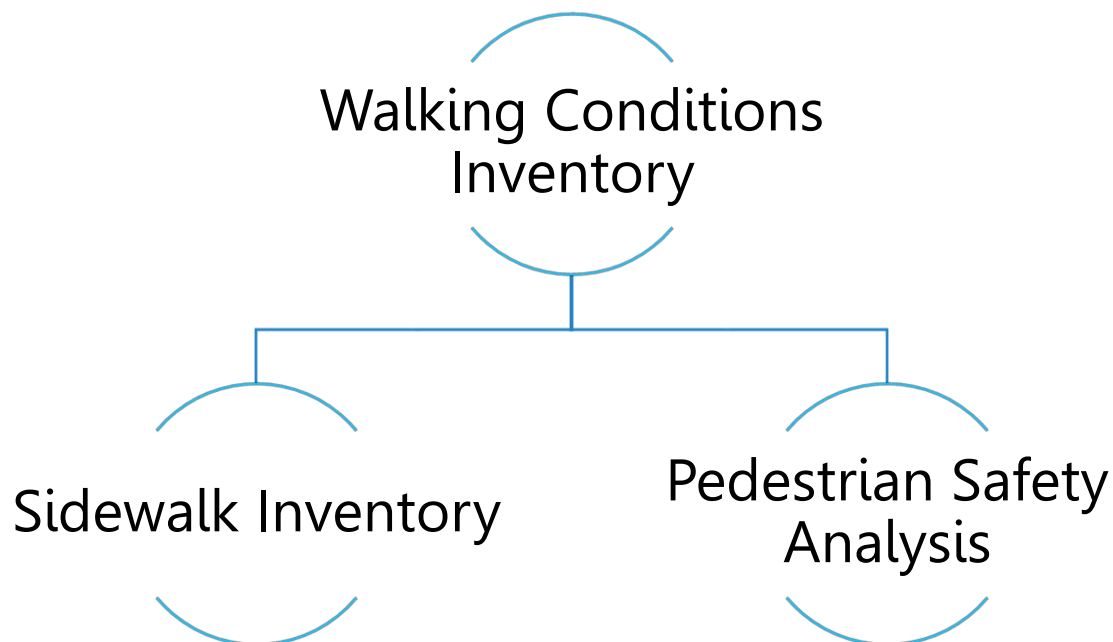 Walking Conditions
Inventory
Sidewalk Inventory
Pedestrian Safety
Analysis